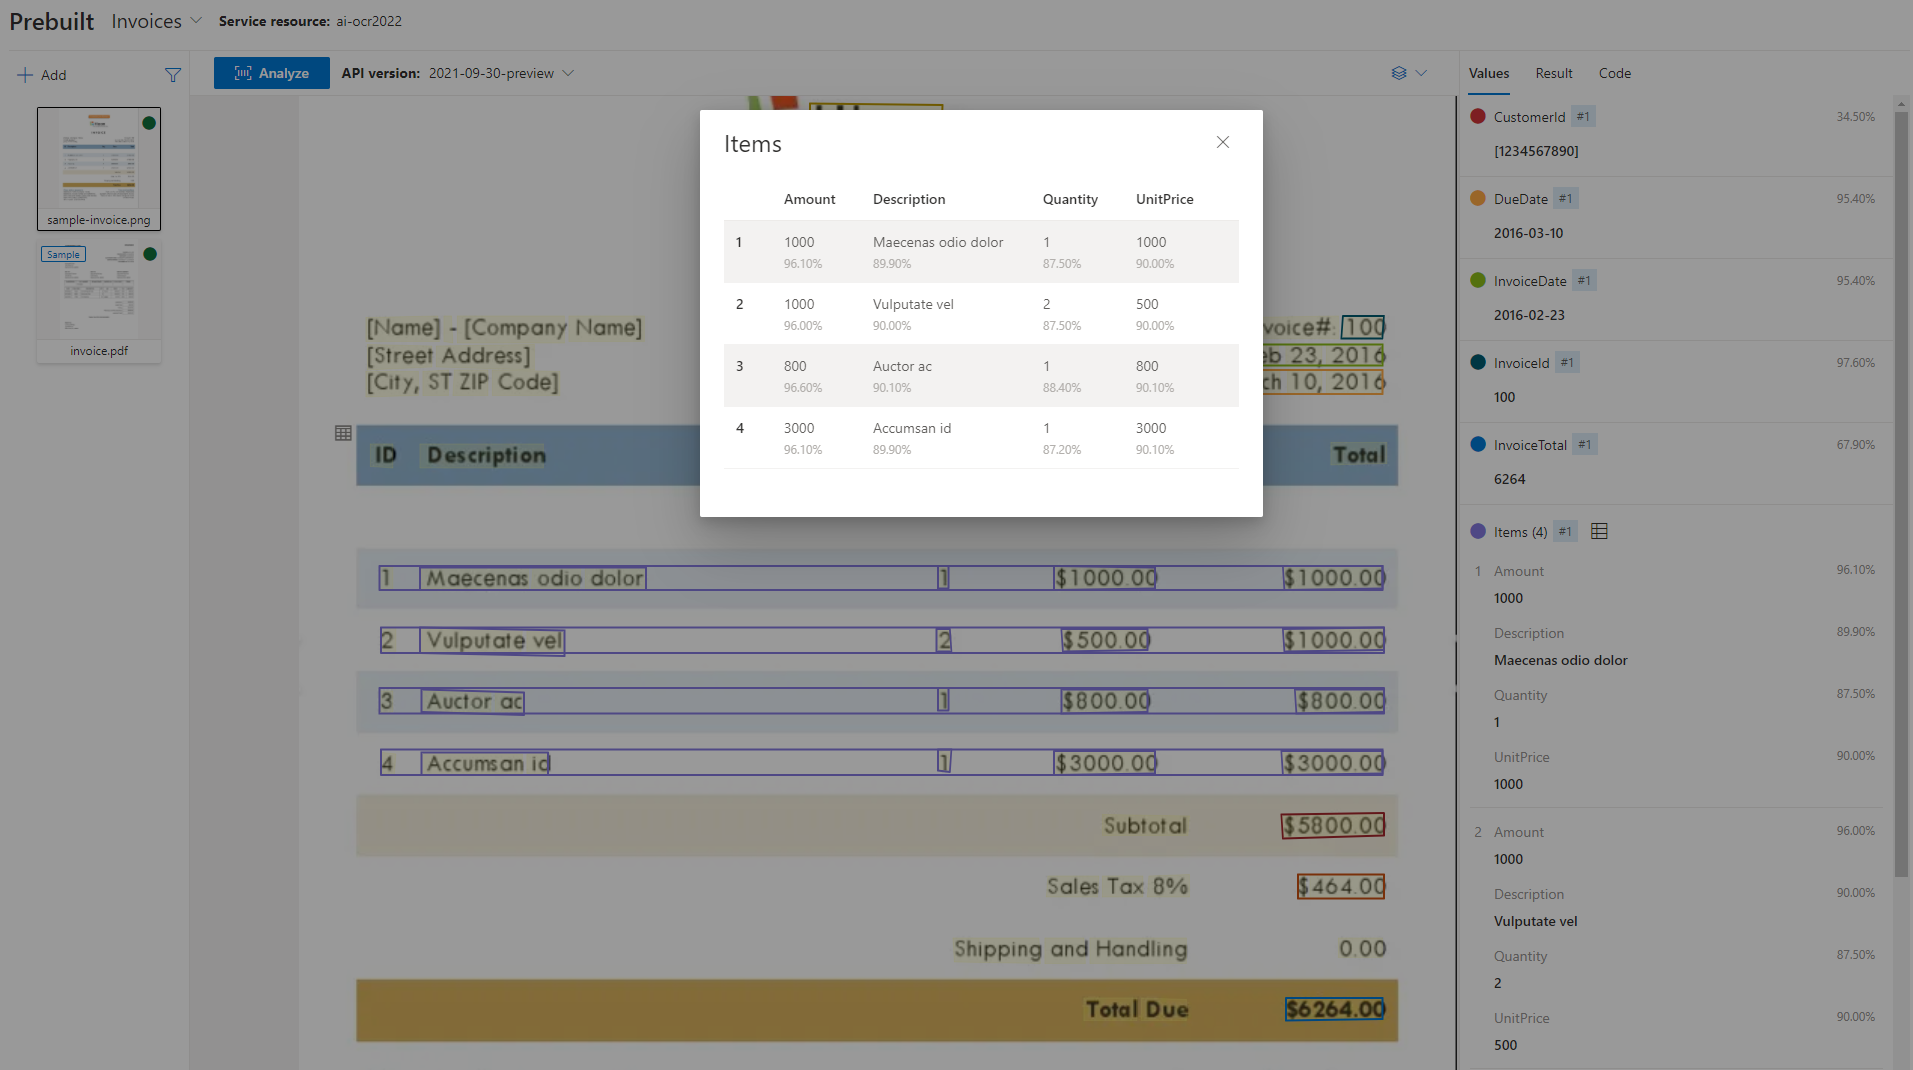 Prebuilt Invoices Service resource: ai-ocr2022
Add
sample-invoice.png
Sample
invoice.pdf
Analyze API version: 2021-09-30-preview
Items
Amount Description Quantity UnitPrice
1 1000 Maecenas odio dolor 1 1000
96.10% 89.90% 87.50% 90.00%
2 1000 Vulputate vel 2 500
96.00% 90.00% 87.50% 90.00%
3 800 Auctor ac 1 800
96.60% 90.10% 88.40% 90.10%
4 3000 Accumsan id 1 3000
96.10% 89.90% 87.20% 90.10%
[Name] - [Company Name]
[Street Address]
[City, ST ZIP Code]
voice#: 100
eb 23, 2016
ch 10, 2016
ID Description Total
1 Maecenas odio dolor 1 $1000.00 $1000.00
2 Vulputate vel 2 $500.00 $1000.00
3 Auctor ac 1 $800.00 $800.00
4 Accumsan id 1 $3000.00 $3000.00
Subtotal $5800.00
Sales Tax 8% $464.00
Shipping and Handling 0.00
Total Due $6264.00
Values Result Code
CustomerId #1 34.50%
[1234567890]
DueDate #1 95.40%
2016-03-10
InvoiceDate #1 95.40%
2016-02-23
InvoiceId #1 97.60%
100
InvoiceTotal #1 67.90%
6264
Items (4) #1
1 Amount 96.10%
1000
Description 89.90%
Maecenas odio dolor
Quantity 87.50%
1
UnitPrice 90.00%
1000
2 Amount 96.00%
1000
Description 90.00%
Vulputate vel
Quantity 87.50%
2
UnitPrice 90.00%
500